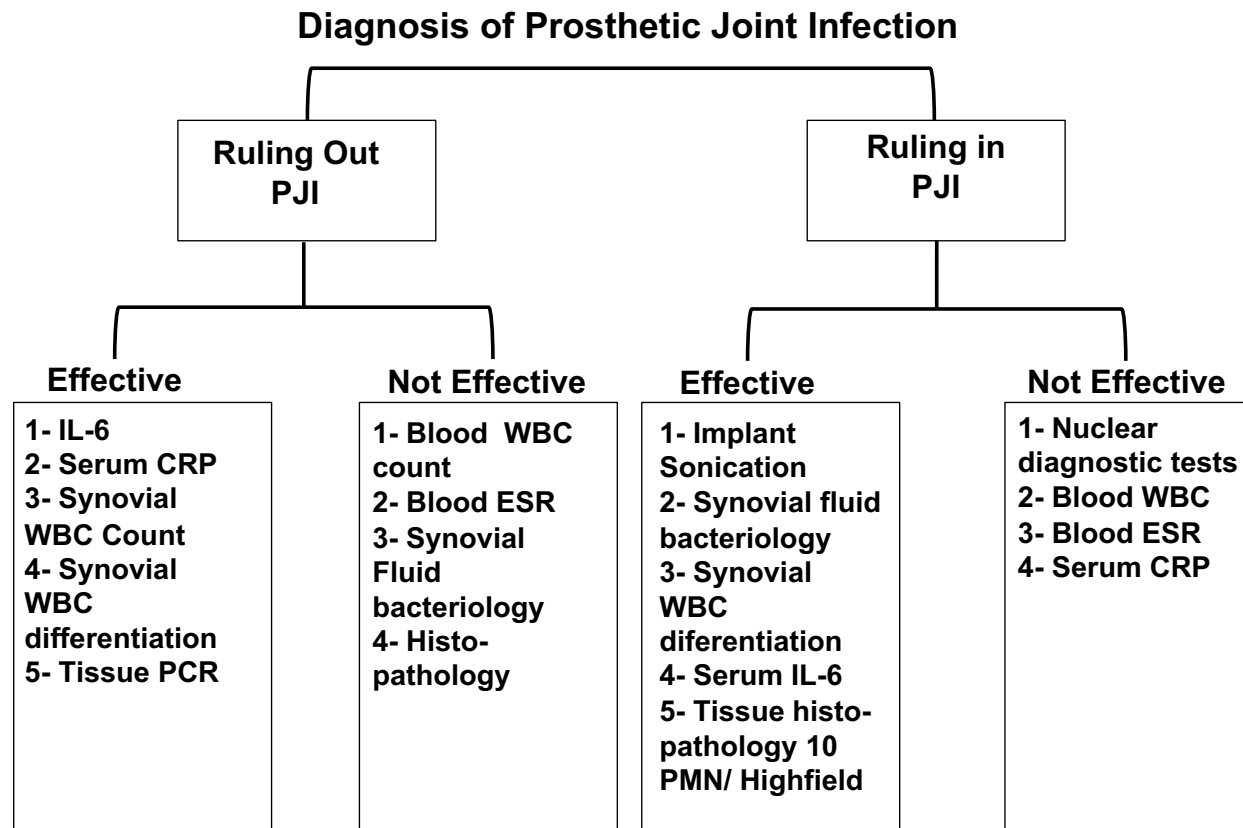 Diagnosis of Prosthetic Joint Infection
Ruling Out
PJI
Ruling in
PJI
Effective
1- IL-6
2- Serum CRP
3- Synovial
WBC Count
4- Synovial
WBC
differentiation
5- Tissue PCR
Not Effective
1- Blood WBC
count
2- Blood ESR
3- Synovial
Fluid
bacteriology
4- Histo-
pathology
Effective
1- Implant
Sonication
2- Synovial fluid
bacteriology
3- Synovial
WBC
diferentiation
4- Serum IL-6
5- Tissue histo-
pathology 10
PMN/ Highfield
Not Effective
1- Nuclear
diagnostic tests
2- Blood WBC
3- Blood ESR
4- Serum CRP